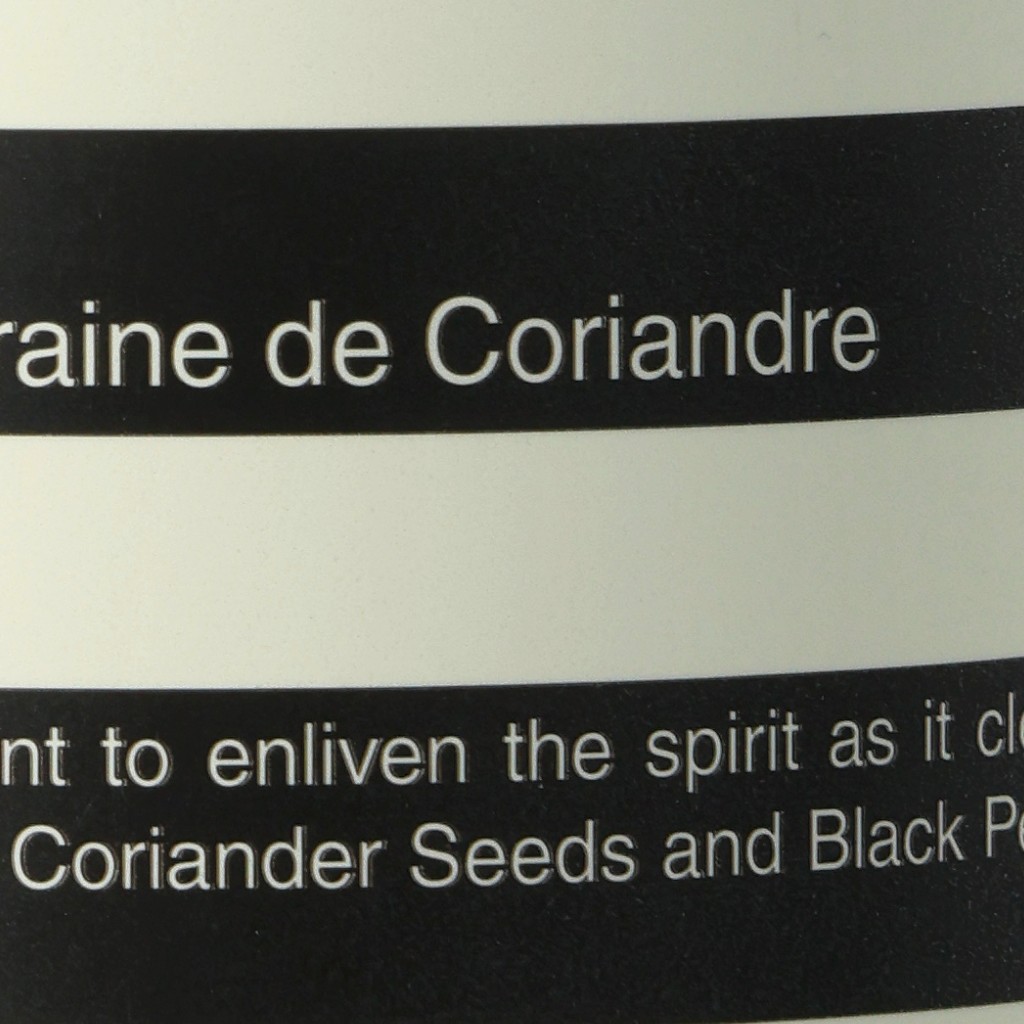 raine de Coriandre
nt to enliven the spirit as it cl
Coriander Seeds and Black P